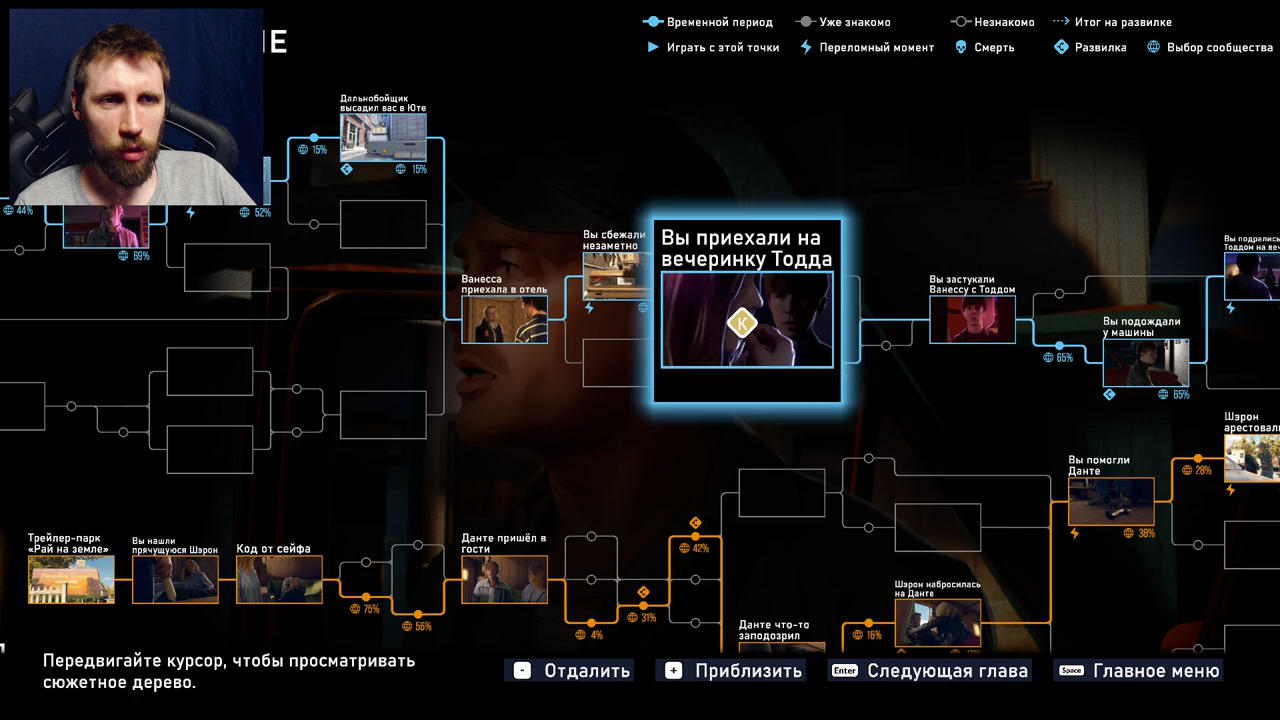 Временной период
Уже знакомо
Незнакомо
Итог на развилке
Играть с этой точки
Переломный момент
Смерть
Развилка
Выбор сообщества
Дальнобойщик
высадил вас в Юте
15%
15%
44%
52%
69%
Вы сбежали
незаметно
Вы приехали на
вечеринку Тодда
K
Ванесса
приехала в отель
Вы застукали
Ванессу с Тоддом
Вы подождали
у машины
65%
65%
Вы подрались
Шэрон
Вы помогли
Данте
28%
38%
Трейлер-парк
«Рай на земле»
Вы нашли
прячущуюся Шэрон
Код от сейфа
Данте пришёл в
гости
42%
75%
56%
4%
31%
Шэрон набросилась
на Данте
16%
Данте что-то
заподозрил
Передвигайте курсор, чтобы просматривать
сюжетное дерево.
- Отдалить
+ Приблизить
Enter Следующая глава
Space Главное меню